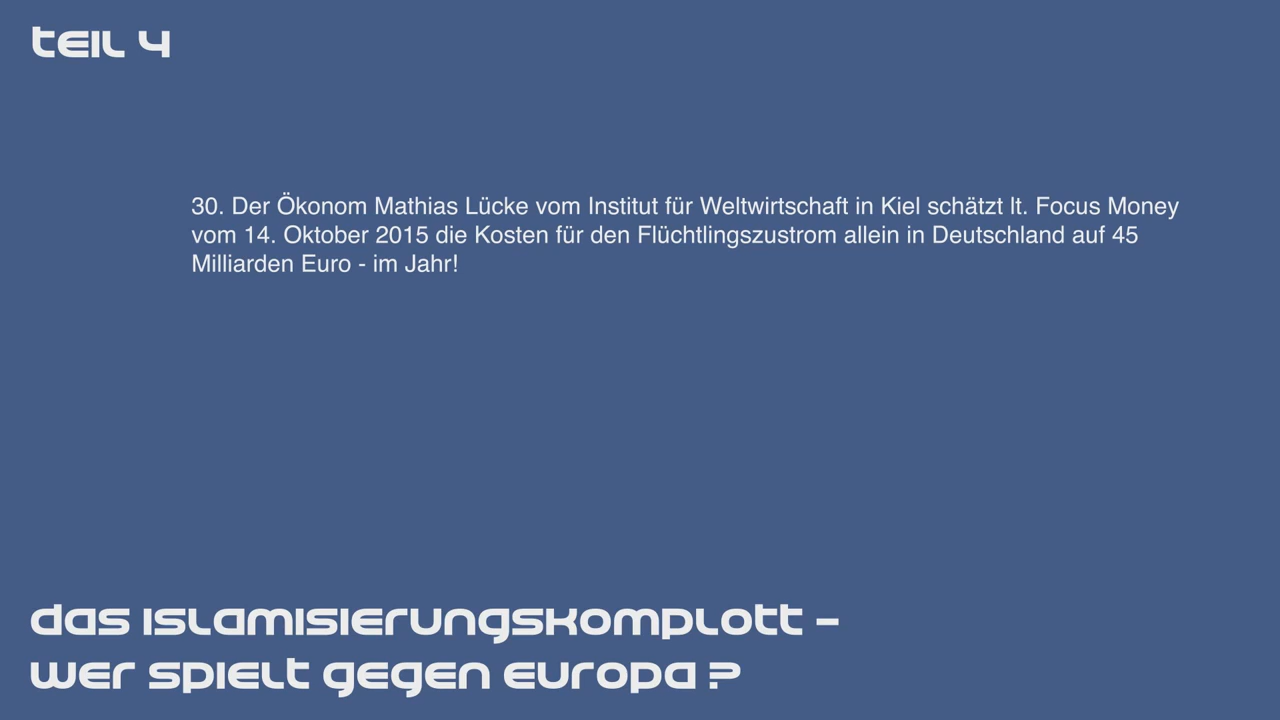 Teil 4
30. Der Ökonom Mathias Lücke vom Institut für Weltwirtschaft in Kiel schätzt lt. Focus Money
vom 14. Oktober 2015 die Kosten für den Flüchtlingszustrom allein in Deutschland auf 45
Milliarden Euro - im Jahr!
das Islamisierungskomplott –
wer spielt gegen Europa ?